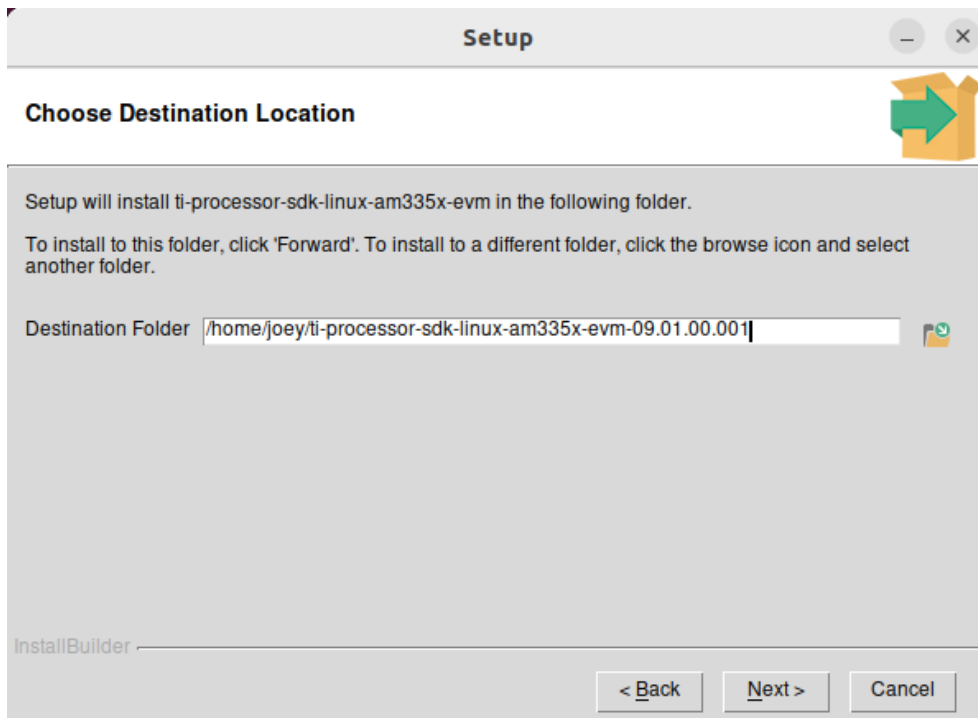 Setup
Choose Destination Location
Setup will install ti-processor-sdk-linux-am335x-evm in the following folder.
To install to this folder, click 'Forward'. To install to a different folder, click the browse icon and select
another folder.
Destination Folder /home/joey/ti-processor-sdk-linux-am335x-evm-09.01.00.001
InstallBuilder
< Back Next > Cancel